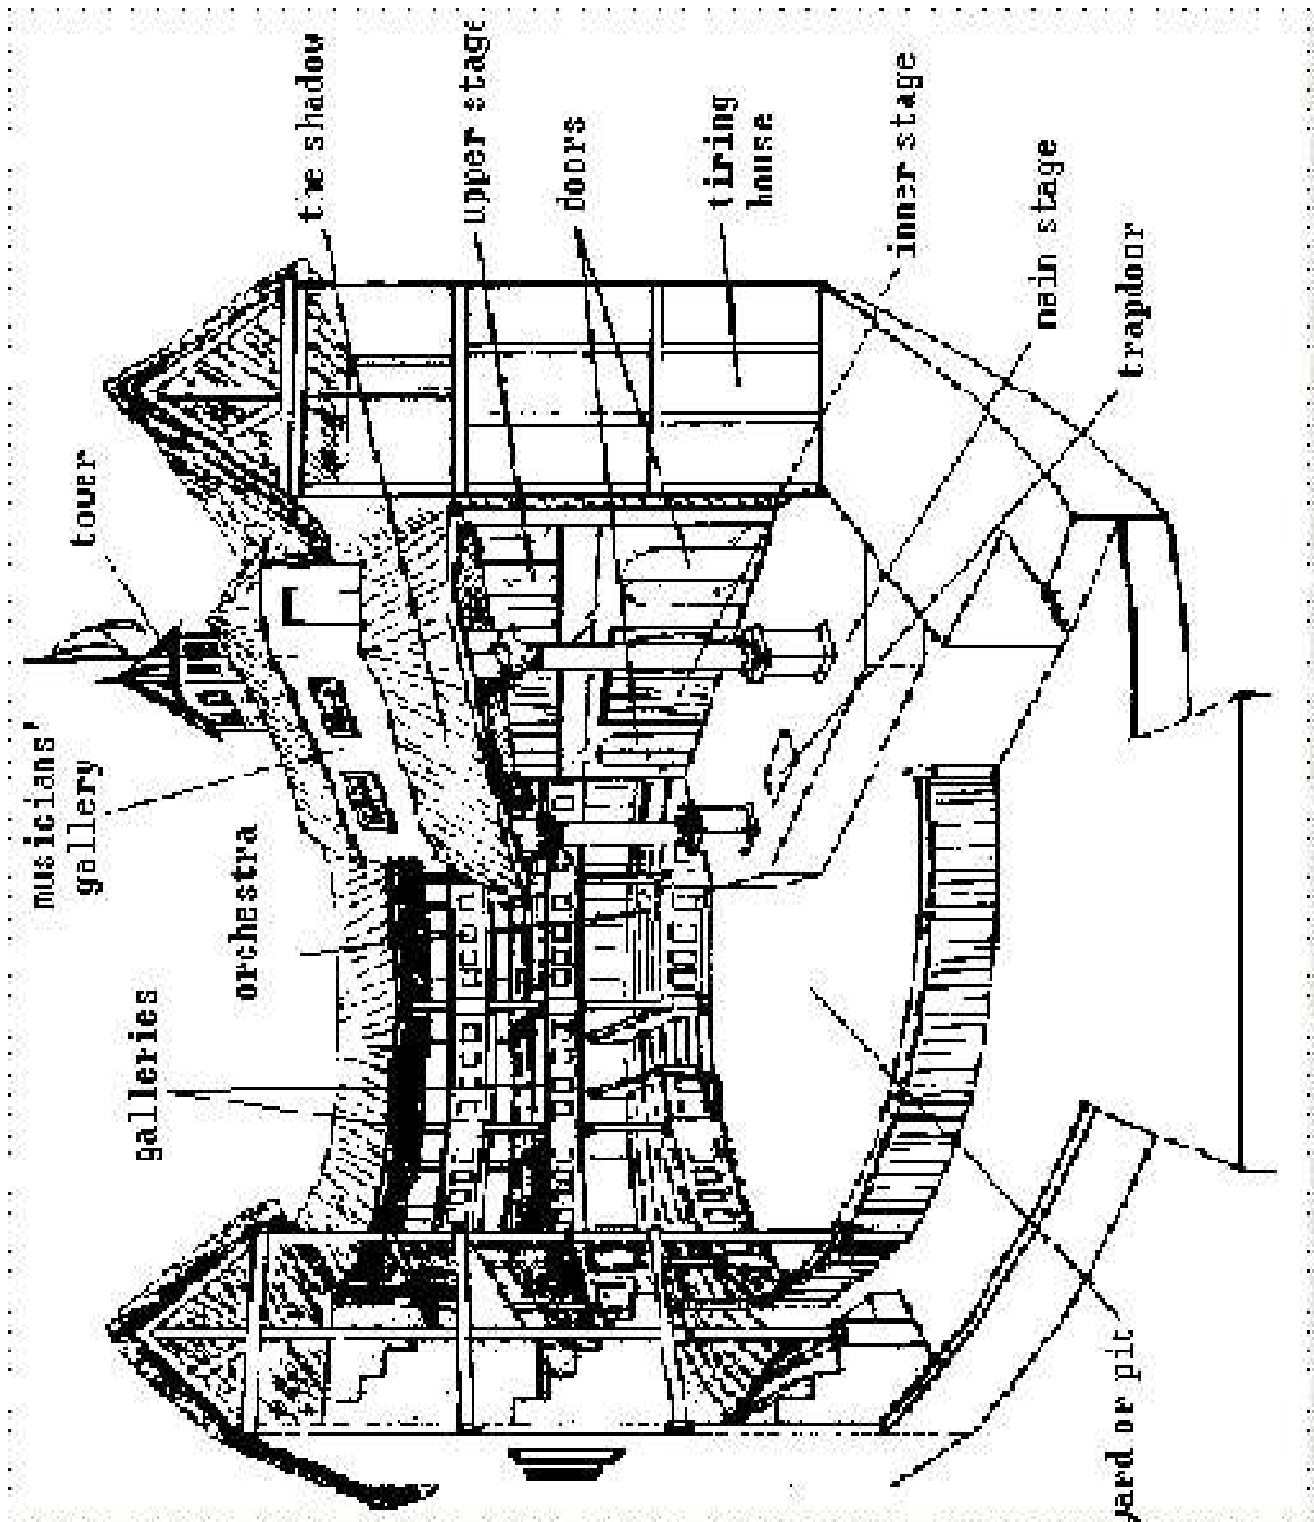 musicians'
gallery
tower
galleries
orchestra
the shadow
upper stage
doors
tiring
house
inner stage
main stage
yard or pit
trapdoor